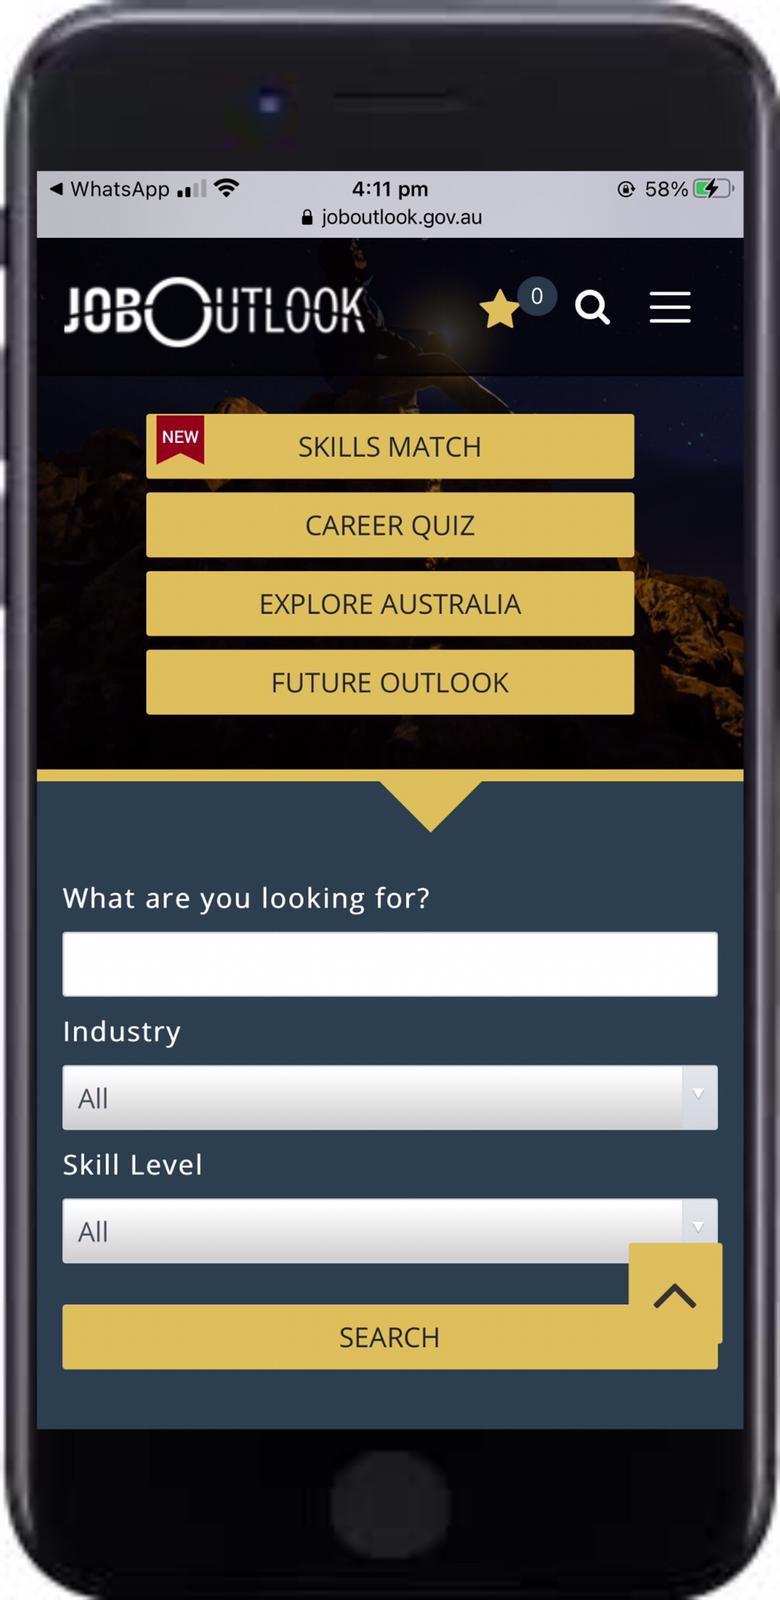 WhatsApp 4:11 pm 58%
joboutlook.gov.au
JOBOUTLOOK 0
NEW SKILLS MATCH
CAREER QUIZ
EXPLORE AUSTRALIA
FUTURE OUTLOOK
What are you looking for?
Industry
All
Skill Level
All
SEARCH